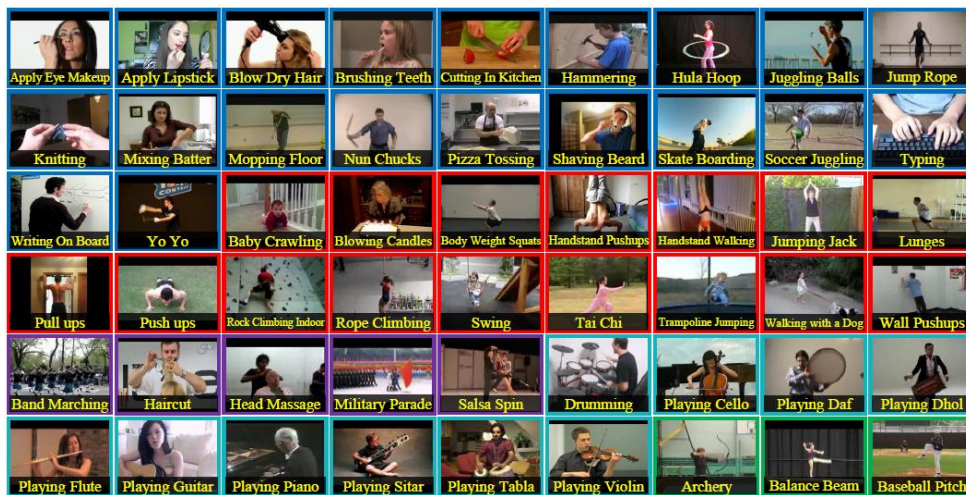 Apply Eye Makeup
Apply Lipstick
Blow Dry Hair
Brushing Teeth
Cutting In Kitchen
Hammering
Hula Hoop
Juggling Balls
Jump Rope
Knitting
Mixing Batter
Mopping Floor
Nun Chucks
Pizza Tossing
Shaving Beard
Skate Boarding
Soccer Juggling
Typing
Writing On Board
Yo Yo
Baby Crawling
Blowing Candles
Body Weight Squats
Handstand Pushups
Handstand Walking
Jumping Jack
Lunges
Pull ups
Push ups
Rock Climbing Indoor
Rope Climbing
Swing
Tai Chi
Trampoline Jumping
Walking with a Dog
Wall Pushups
Band Marching
Haircut
Head Massage
Military Parade
Salsa Spin
Drumming
Playing Cello
Playing Daf
Playing Dhol
Playing Flute
Playing Guitar
Playing Piano
Playing Sitar
Playing Tabla
Playing Violin
Archery
Balance Beam
Baseball Pitch